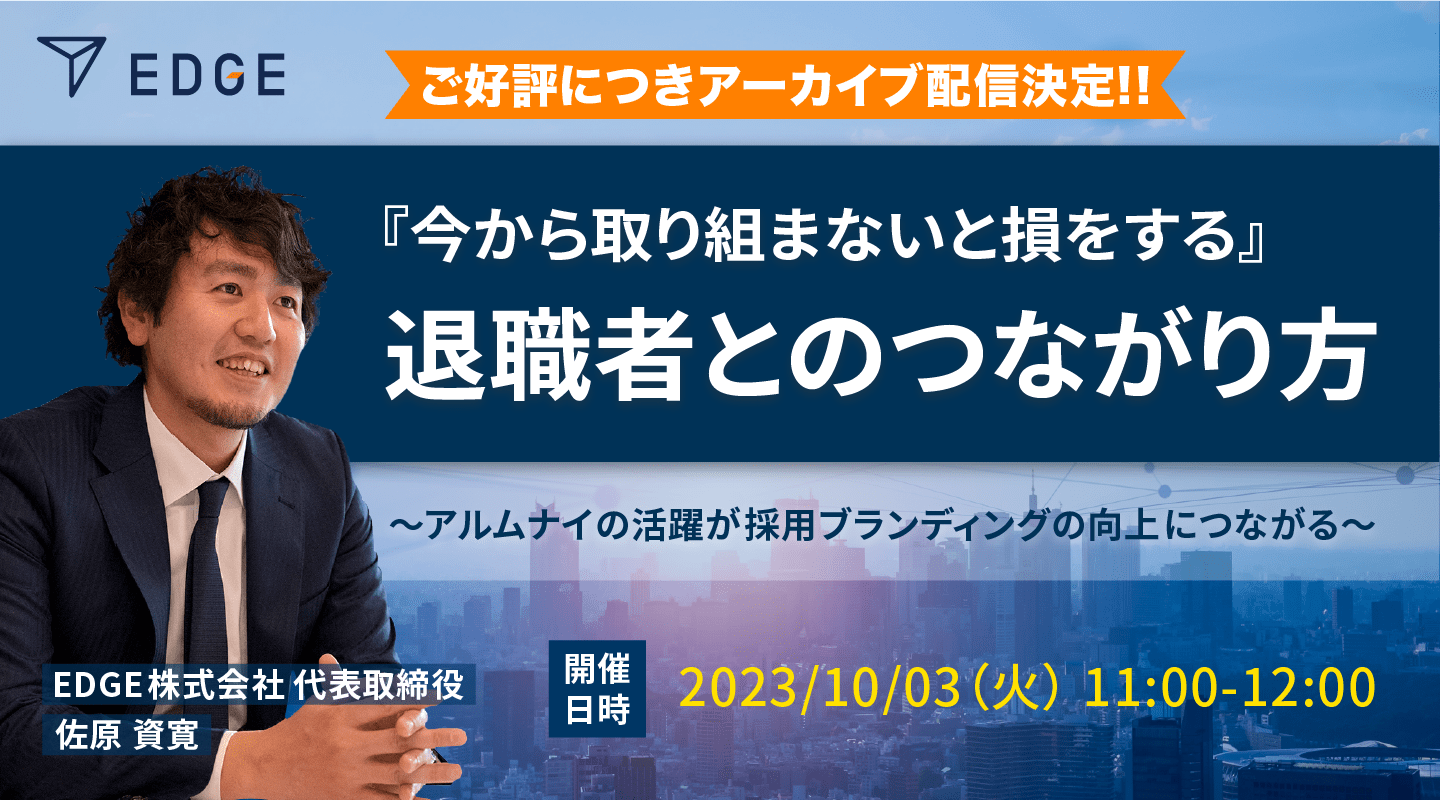 EDGE
ご好評につきアーカイブ配信決定!!
『今から取り組まないと損をする』
退職者とのつながり方
～アルムナイの活躍が採用ブランディングの向上につながる～
EDGE株式会社 代表取締役
佐原 資寛
開催
日時
2023/10/03(火) 11:00-12:00